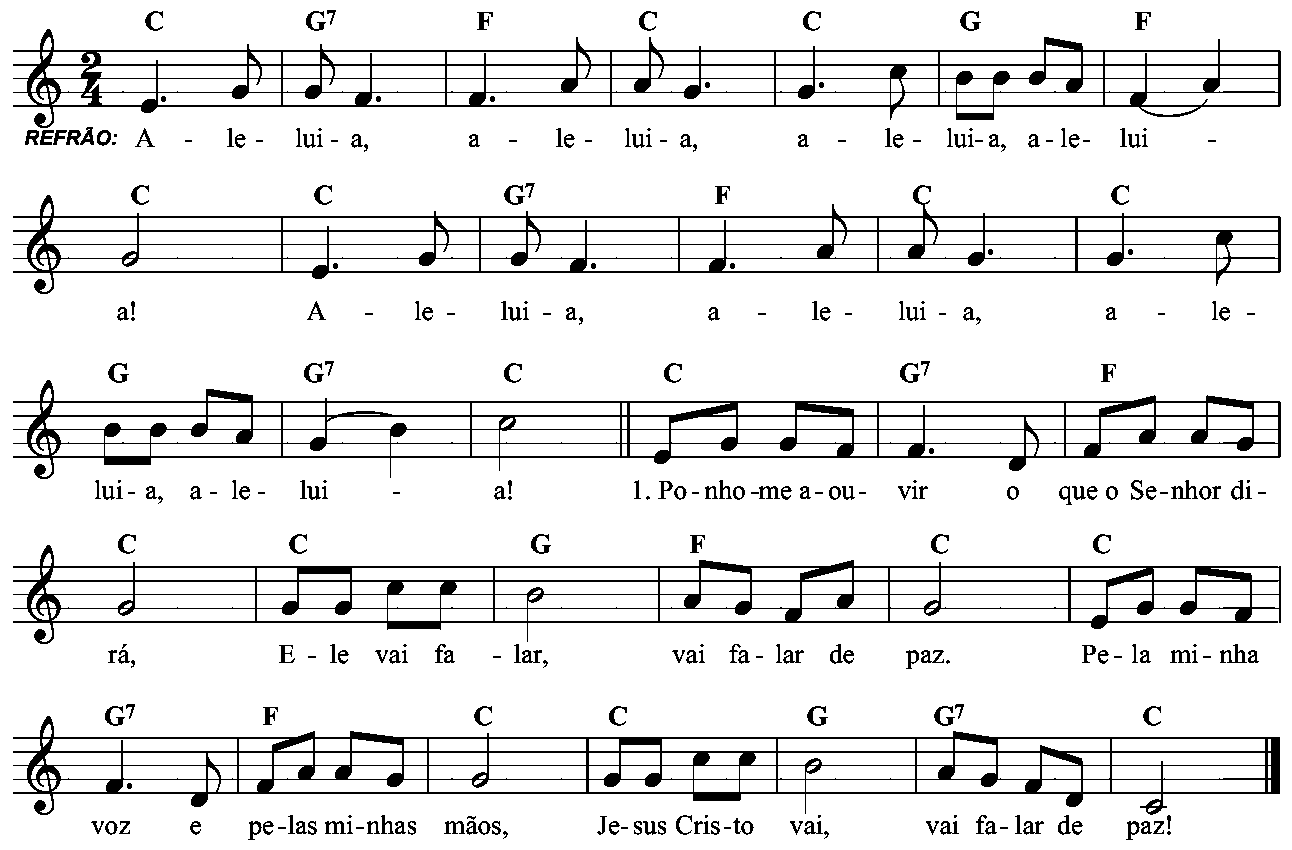 C G7 F C C G F
REFRÃO: A - le - lui - a, a - le - lui - a, a - le - lui - a, a - le - lui -
C C G7 F C C
a! A - le - lui - a, a - le - lui - a, a - le -
G G7 C C G7 F
lui - a, a - le - lui - a! 1. Po - nho - me a - ou - vir o que o Se - nhor di -
C C G F C C
rá, E - le vai fa - lar, vai fa - lar de paz. Pe - la mi - nha
G7 F C C G G7 C
voz e pe - las mi - nhas mãos, Je - sus Cris - to vai, vai fa - lar de paz!